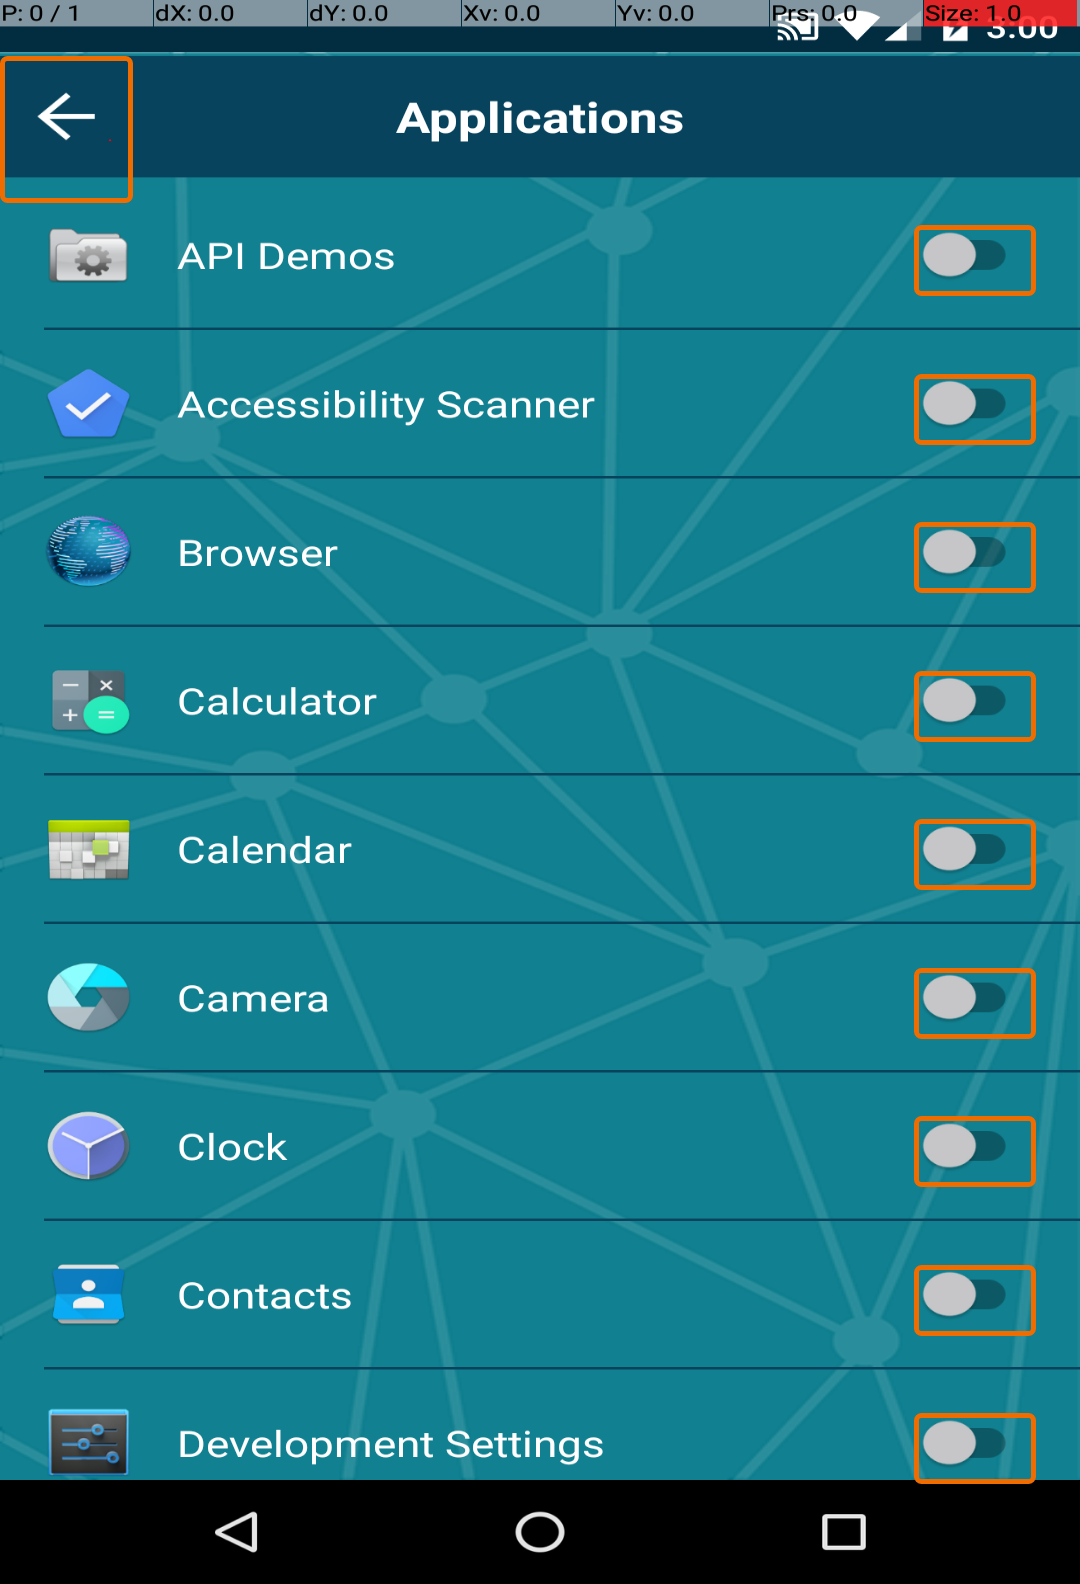 P: 0 / 1 dX: 0.0 dY: 0.0 Xv: 0.0 Yv: 0.0 Prs: 0.0 Size: 1.0
3:00
Applications
API Demos
Accessibility Scanner
Browser
Calculator
Calendar
Camera
Clock
Contacts
Development Settings